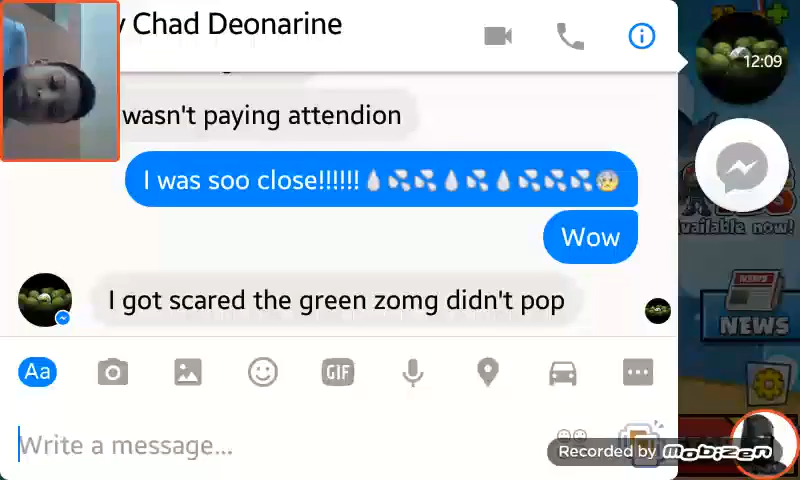 Chad Deonarine
12:09
wasn't paying attendion
I was soo close!!!!!!💧💦💦💧💦💧💦💦💦😰
Wow
available now!
I got scared the green zomg didn't pop
NEWS
Aa
GIF
Write a message...
Recorded by mobizen